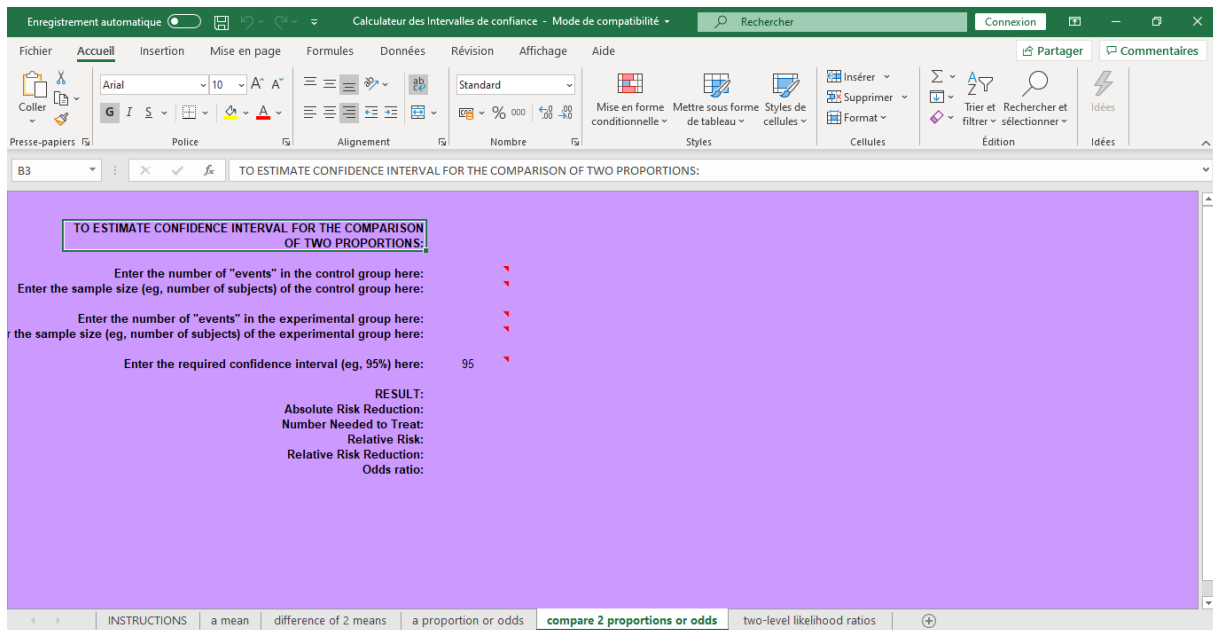 Enregistrement automatique Calculateur des Intervalles de confiance - Mode de compatibilité Rechercher Connexion
Fichier Accueil Insertion Mise en page Formules Données Révision Affichage Aide Partager Commentaires
Coller Arial 10 A A ab Standard Mise en forme conditionnelle Mettre sous forme de tableau Styles de cellules Insérer Supprimer Format Trier et filtrer Rechercher et sélectionner Idées
G I S A % 000
Presse-papiers Police Alignement Nombre Styles Cellules Édition Idées
B3 fx TO ESTIMATE CONFIDENCE INTERVAL FOR THE COMPARISON OF TWO PROPORTIONS:
TO ESTIMATE CONFIDENCE INTERVAL FOR THE COMPARISON
OF TWO PROPORTIONS:
Enter the number of "events" in the control group here:
Enter the sample size (eg, number of subjects) of the control group here:
Enter the number of "events" in the experimental group here:
r the sample size (eg, number of subjects) of the experimental group here:
Enter the required confidence interval (eg, 95%) here: 95
RESULT:
Absolute Risk Reduction:
Number Needed to Treat:
Relative Risk:
Relative Risk Reduction:
Odds ratio:
INSTRUCTIONS a mean difference of 2 means a proportion or odds compare 2 proportions or odds two-level likelihood ratios